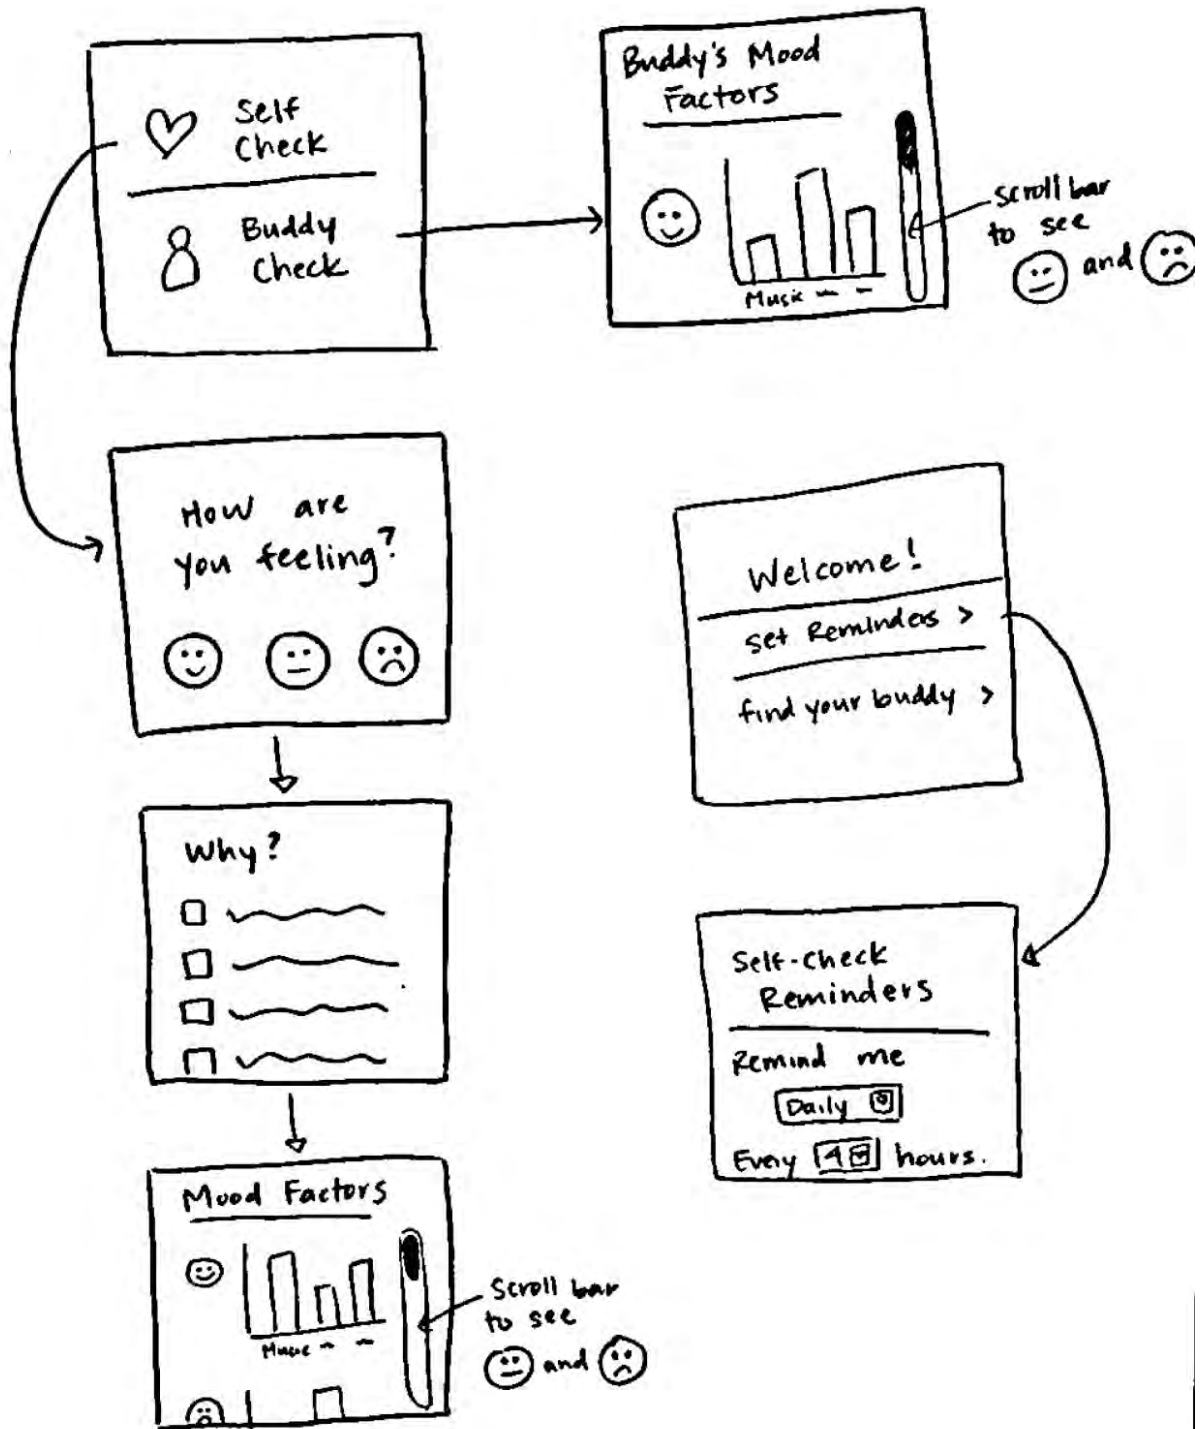 Self
Check
Buddy
Check
Buddy's Mood
Factors
Music
scroll bar
to see
and
How are
you feeling?
Why?
Mood Factors
Music
Scroll bar
to see
and
Welcome!
set Reminders >
find your buddy >
Self-Check
Reminders
Remind me
Daily
Every 4 hours.